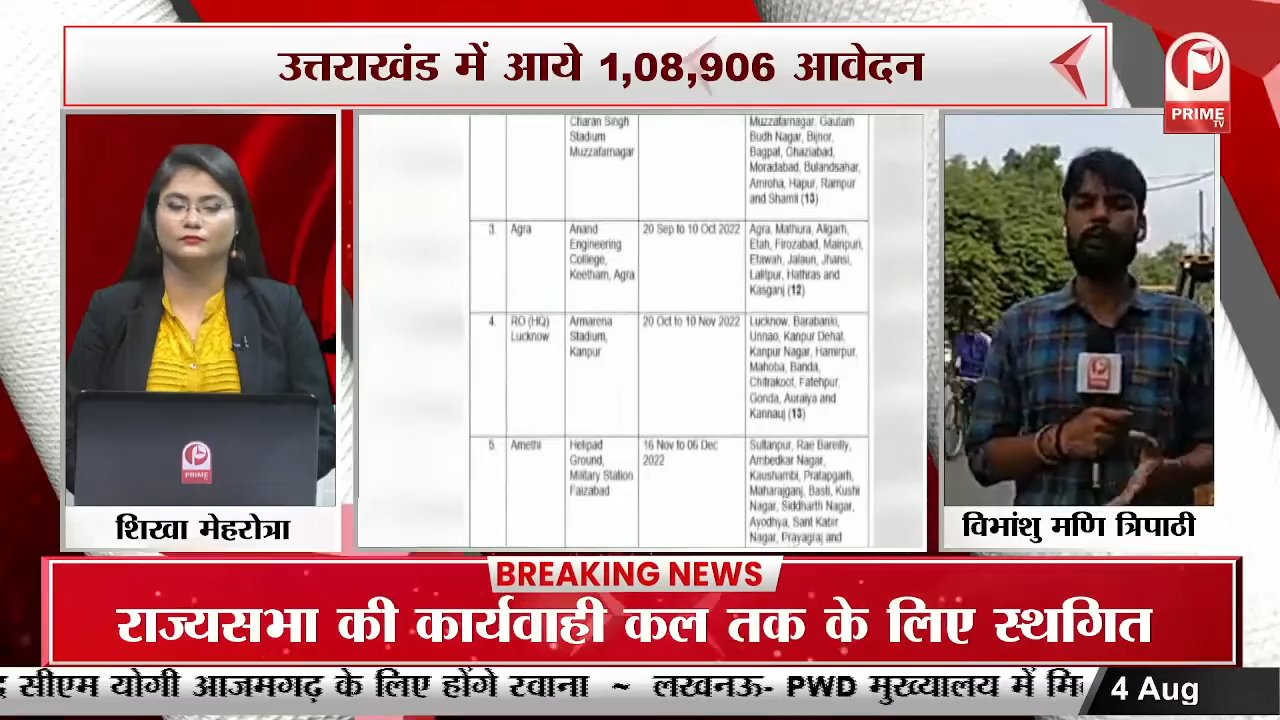 उत्तराखंड में आये 1,08,906 आवेदन
PRIME
TV
Charan Singh
Stadium
Muzzafarnagar
Muzzafarnagar, Gautam
Budh Nagar, Bijnor,
Bagpat, Ghaziabad,
Moradabad, Bulandsahar,
Amroha, Hapur, Rampur
and Shamli (13)
3. Agra
Anand
Engineering
College,
Keetham, Agra
20 Sep to 10 Oct 2022
Agra, Mathura, Aligarh,
Etah, Firozabad, Mainpuri,
Etawah, Jalaun, Jhansi,
Lalitpur, Hathras and
Kasganj (12)
4. RO (HQ)
Lucknow
Armarena
Stadium,
Kanpur
20 Oct to 10 Nov 2022
Lucknow, Barabanki,
Unnao, Kanpur Dehat,
Kanpur Nagar, Hamirpur,
Mahoba, Banda,
Chitrakoot, Fatehpur,
Gonda, Auraiya and
Kannauj (13)
5. Amethi
Helipad
Ground,
Military Station
Faizabad
16 Nov to 06 Dec
2022
Sultanpur, Rae Bareilly,
Ambedkar Nagar,
Kaushambi, Pratapgarh,
Maharajganj, Basti, Kushi
Nagar, Siddharth Nagar,
Ayodhya, Sant Kabir
Nagar, Prayagraj and
PRIME
शिखा मेहरोत्रा
विभांशु मणि त्रिपाठी
BREAKING NEWS
राज्यसभा की कार्यवाही कल तक के लिए स्थगित
सीएम योगी आजमगढ़ के लिए होंगे रवाना ~ लखनऊ- PWD मुख्यालय में
4 Aug